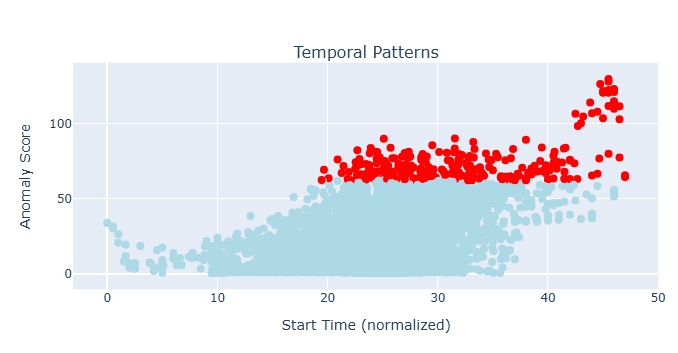 Temporal Patterns
Anomaly Score
100
50
0
0 10 20 30 40 50
Start Time (normalized)